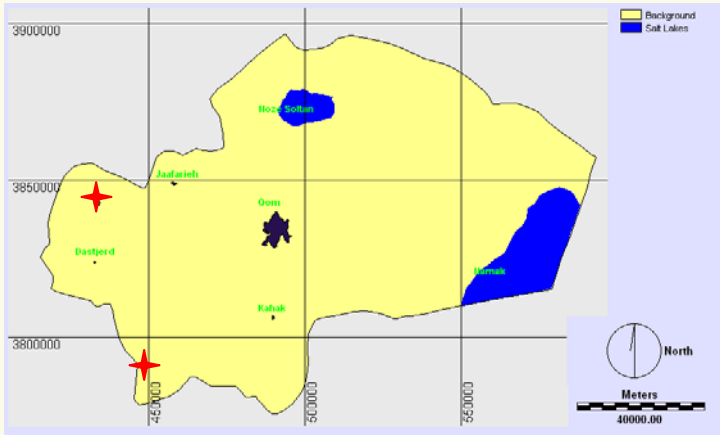 3900000
Background
Salt Lakes
Hoze Soltan
3850000
Jaafarieh
Qom
Dastjerd
Namak
Kahak
3800000
North
450000
500000
550000
Meters
40000.00